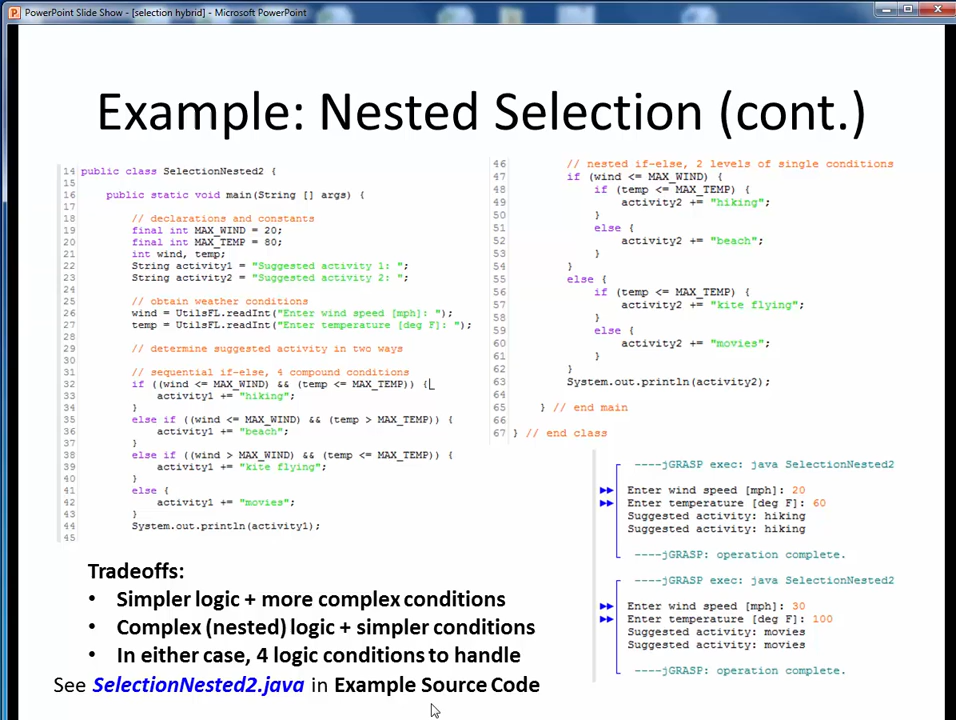 PowerPoint Slide Show - [selection hybrid] - Microsoft PowerPoint
Example: Nested Selection (cont.)
14 public class SelectionNested2 {
15
16     public static void main(String [] args) {
17
18         // declarations and constants
19         final int MAX_WIND = 20;
20         final int MAX_TEMP = 80;
21         int wind, temp;
22         String activity1 = "Suggested activity 1: ";
23         String activity2 = "Suggested activity 2: ";
24
25         // obtain weather conditions
26         wind = UtilsFL.readInt("Enter wind speed [mph]: ");
27         temp = UtilsFL.readInt("Enter temperature [deg F]: ");
28
29         // determine suggested activity in two ways
30
31         // sequential if-else, 4 compound conditions
32         if ((wind <= MAX_WIND) && (temp <= MAX_TEMP)) {
33             activity1 += "hiking";
34         }
35         else if ((wind <= MAX_WIND) && (temp > MAX_TEMP)) {
36             activity1 += "beach";
37         }
38         else if ((wind > MAX_WIND) && (temp <= MAX_TEMP)) {
39             activity1 += "kite flying";
40         }
41         else {
42             activity1 += "movies";
43         }
44         System.out.println(activity1);
45
46         // nested if-else, 2 levels of single conditions
47         if (wind <= MAX_WIND) {
48             if (temp <= MAX_TEMP) {
49                 activity2 += "hiking";
50             }
51             else {
52                 activity2 += "beach";
53             }
54         }
55         else {
56             if (temp <= MAX_TEMP) {
57                 activity2 += "kite flying";
58             }
59             else {
60                 activity2 += "movies";
61             }
62         }
63         System.out.println(activity2);
64
65     } // end main
66
67 } // end class
----jGRASP exec: java SelectionNested2
Enter wind speed [mph]: 20
Enter temperature [deg F]: 60
Suggested activity: hiking
Suggested activity: hiking
----jGRASP: operation complete.
----jGRASP exec: java SelectionNested2
Enter wind speed [mph]: 30
Enter temperature [deg F]: 100
Suggested activity: movies
Suggested activity: movies
----jGRASP: operation complete.
Tradeoffs:
• Simpler logic + more complex conditions
• Complex (nested) logic + simpler conditions
• In either case, 4 logic conditions to handle
See SelectionNested2.java in Example Source Code